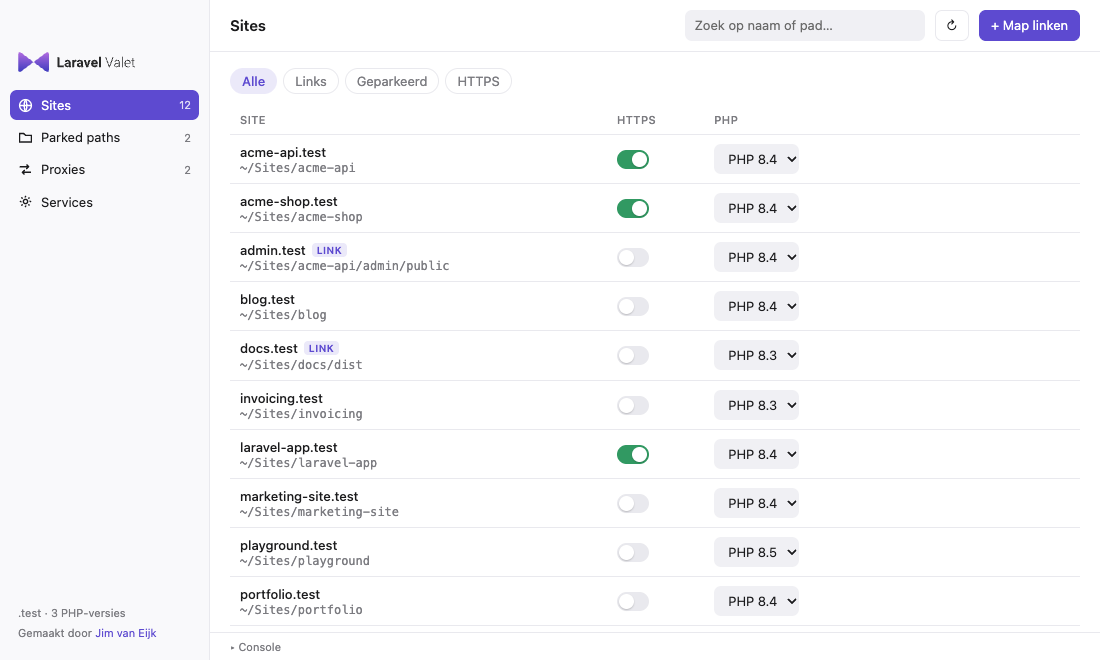 Laravel Valet
Sites 12
Parked paths 2
Proxies 2
Services
.test · 3 PHP-versies
Gemaakt door Jim van Eijk
Sites
Zoek op naam of pad...
+ Map linken
Alle
Links
Geparkeerd
HTTPS
SITE HTTPS PHP
acme-api.test PHP 8.4
~/Sites/acme-api
acme-shop.test PHP 8.4
~/Sites/acme-shop
admin.test LINK PHP 8.4
~/Sites/acme-api/admin/public
blog.test PHP 8.4
~/Sites/blog
docs.test LINK PHP 8.3
~/Sites/docs/dist
invoicing.test PHP 8.3
~/Sites/invoicing
laravel-app.test PHP 8.4
~/Sites/laravel-app
marketing-site.test PHP 8.4
~/Sites/marketing-site
playground.test PHP 8.5
~/Sites/playground
portfolio.test PHP 8.4
~/Sites/portfolio
Console